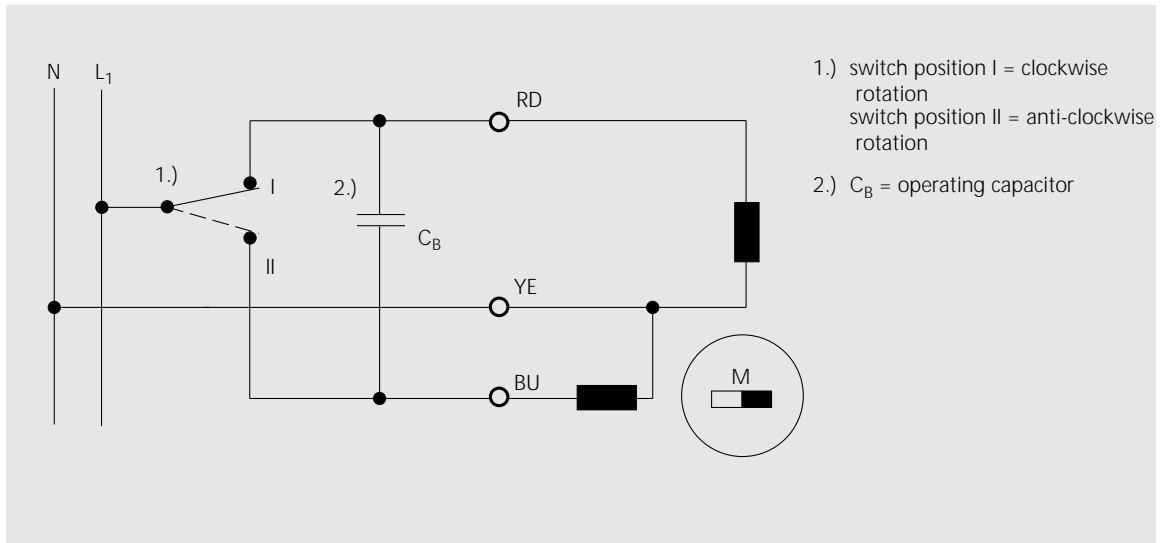 N
L1
1.)
I
II
2.)
CB
RD
YE
BU
M
1.) switch position I = clockwise
rotation
switch position II = anti-clockwise
rotation
2.) CB = operating capacitor